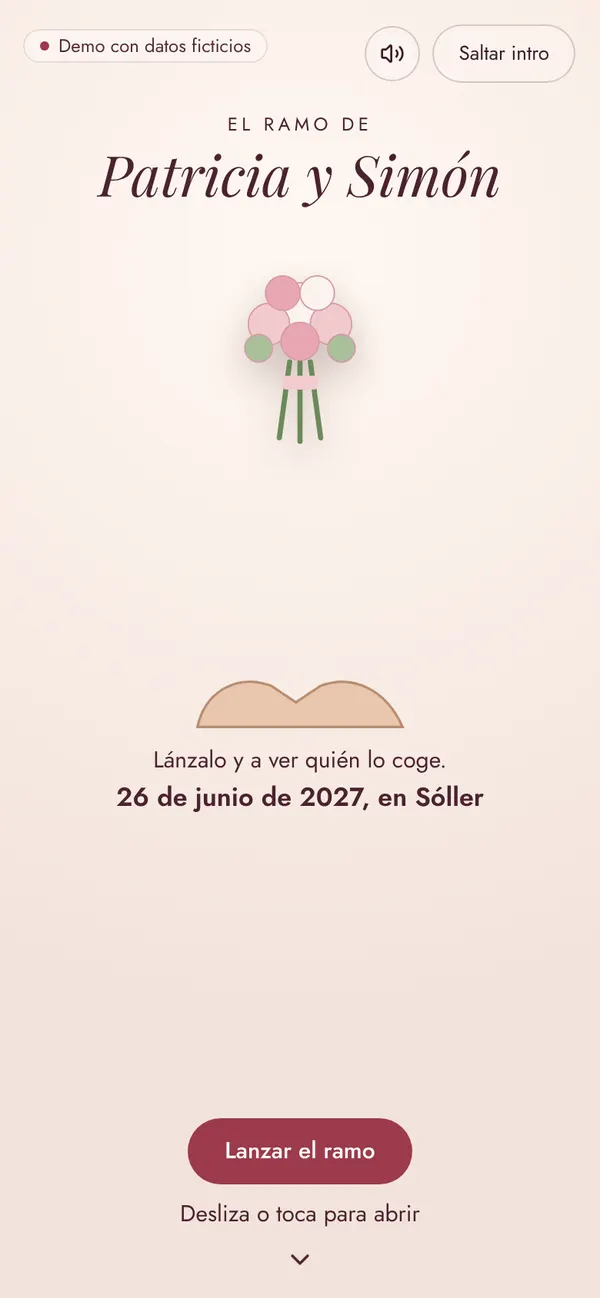 Demo con datos ficticios
Saltar intro
EL RAMO DE
Patricia y Simón
Lánzalo y a ver quién lo coge.
26 de junio de 2027, en Sóller
Lanzar el ramo
Desliza o toca para abrir